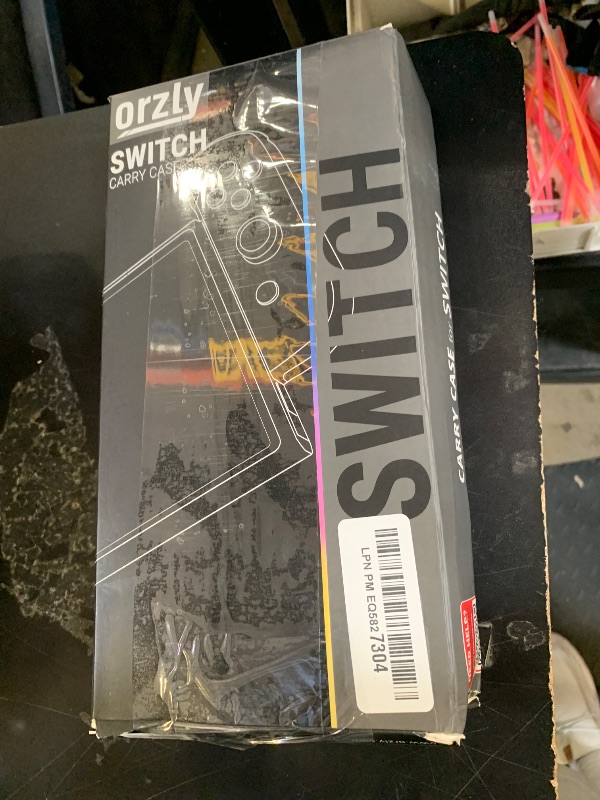 orzly
SWITCH
CARRY CASE
SWITCH
CARRY CASE for SWITCH
LPN PM EQ582 7304